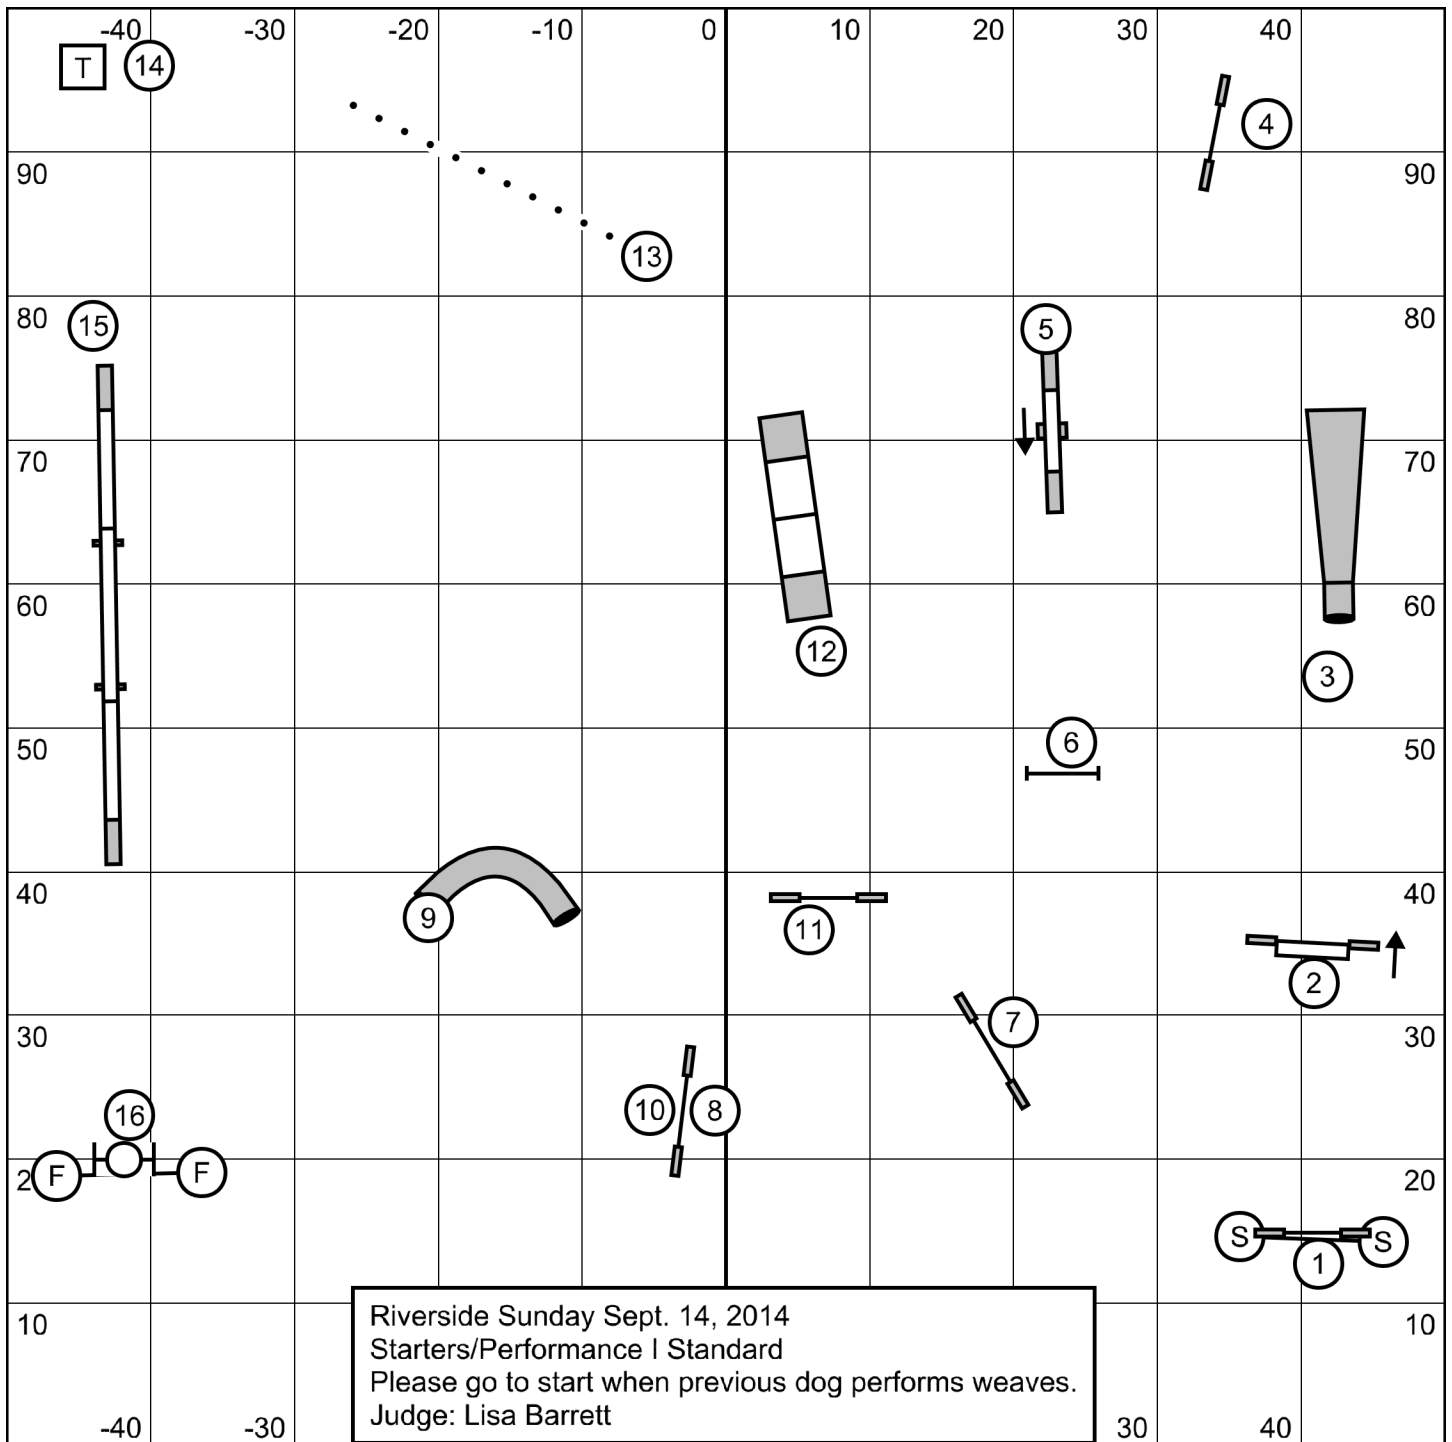 -40 -30 -20 -10 0 10 20 30 40
T 14
4
90 90
13
80 80
15 5
70 70
60 60
12 3
50 6 50
40 40
9 11
2
30 7 30
10 8
16
F F
20 20
S 1 S
10 10
Riverside Sunday Sept. 14, 2014
Starters/Performance I Standard
Please go to start when previous dog performs weaves.
Judge: Lisa Barrett
-40 -30 30 40